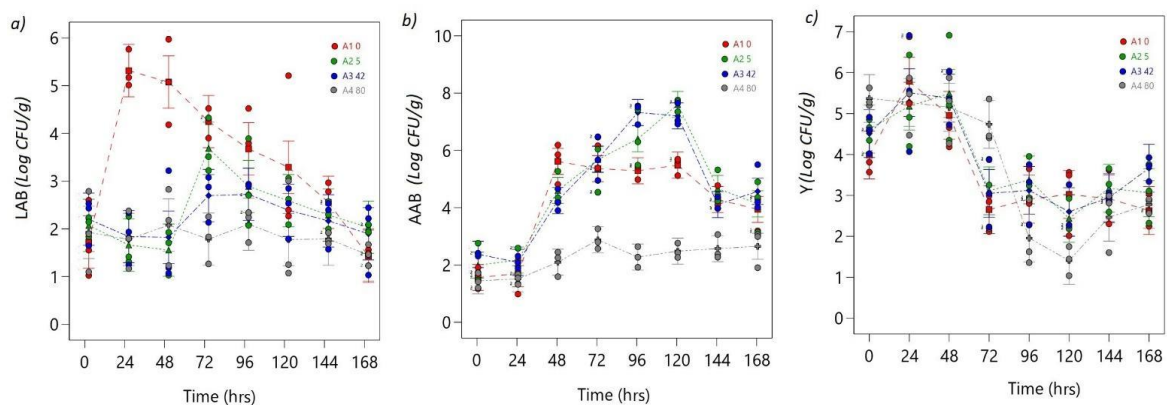 a)
LAB (Log CFU/g)
6
5
4
3
2
1
0
0 24 48 72 96 120 144 168
Time (hrs)
A1 0
A2 5
A3 42
A4 80
b)
AAB (Log CFU/g)
10
8
6
4
2
0
0 24 48 72 96 120 144 168
Time (hrs)
A1 0
A2 5
A3 42
A4 80
c)
Y (Log CFU/g)
7
6
5
4
3
2
1
0
0 24 48 72 96 120 144 168
Time (hrs)
A1 0
A2 5
A3 42
A4 80